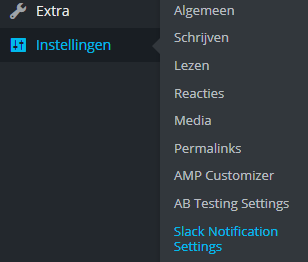 Extra
Instellingen
Algemeen
Schrijven
Lezen
Reacties
Media
Permalinks
AMP Customizer
AB Testing Settings
Slack Notification
Settings